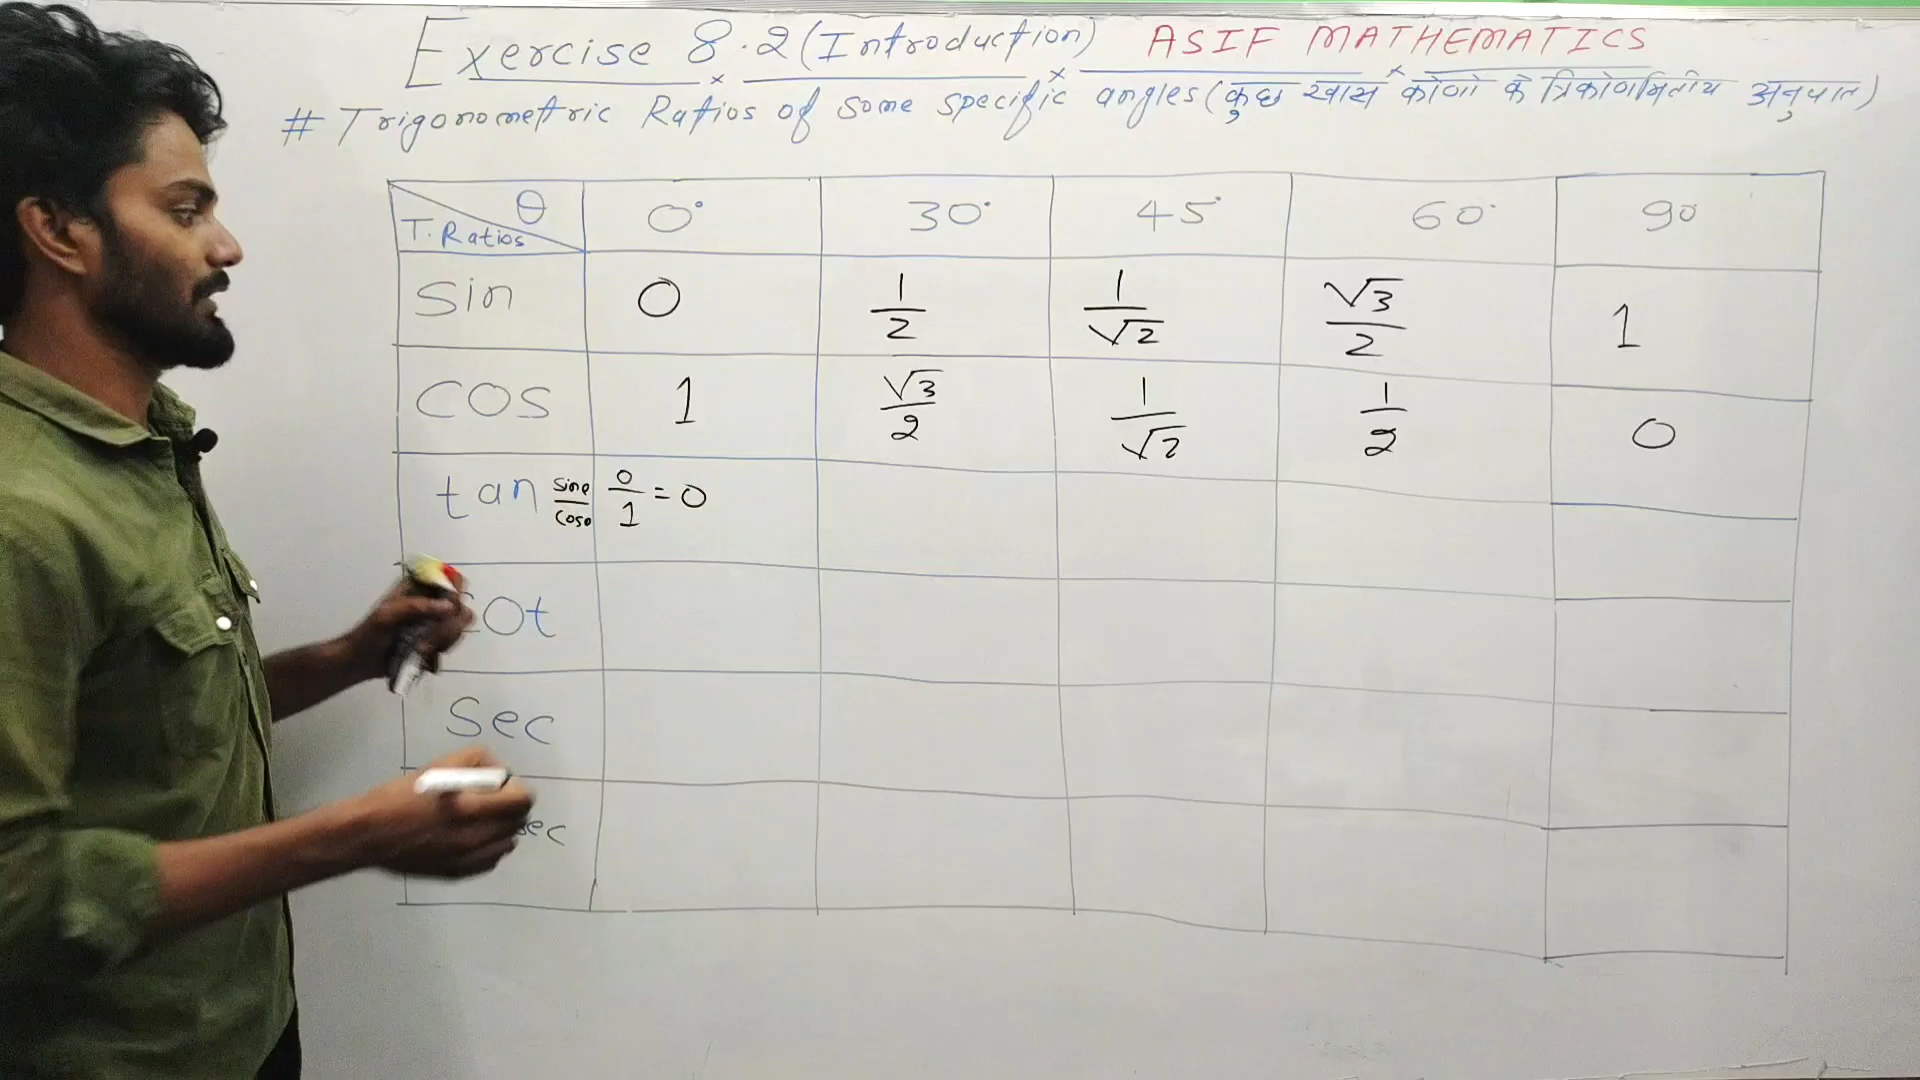 Exercise 8.2 (Introduction) ASIF MATHEMATICS
# Trigonometric Ratios of some specific angles (कुछ खास कोणो के त्रिकोणमितीय अनुपात)
θ
T. Ratios 0° 30° 45° 60° 90
Sin 0 1/2 1/√2 √3/2 1
COS 1 √3/2 1/√2 1/2 0
tan sinθ/cosθ 0/1 = 0
cot
Sec